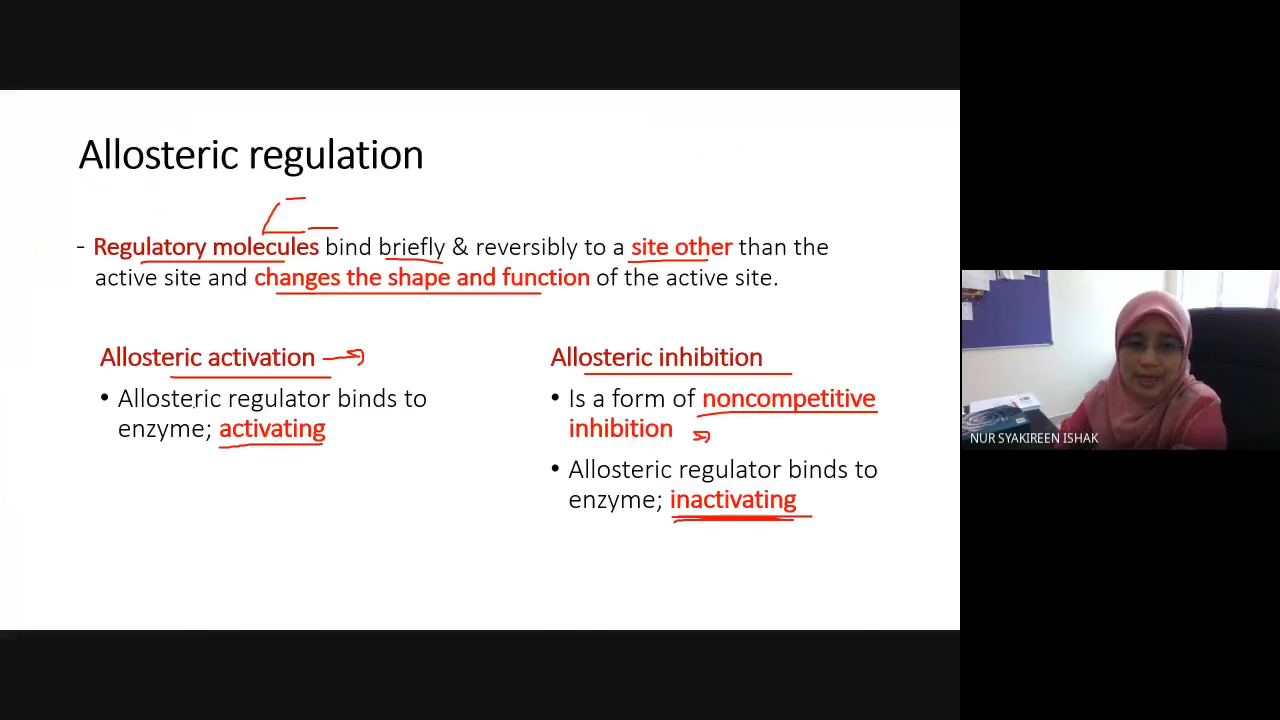 Allosteric regulation
- Regulatory molecules bind briefly & reversibly to a site other than the
active site and changes the shape and function of the active site.
Allosteric activation
• Allosteric regulator binds to
enzyme; activating
Allosteric inhibition
• Is a form of noncompetitive
inhibition
• Allosteric regulator binds to
enzyme; inactivating
NUR SYAKIREEN ISHAK